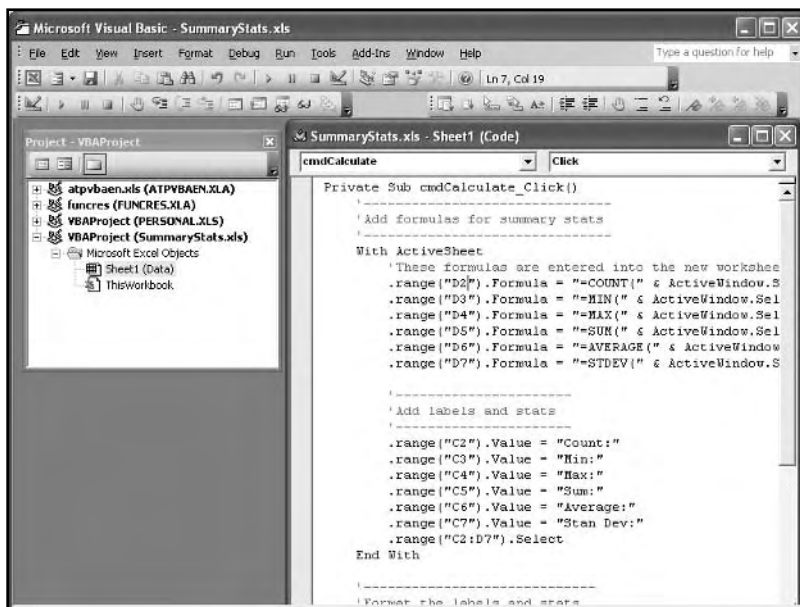 Microsoft Visual Basic - SummaryStats.xls
File Edit View Insert Format Debug Run Tools Add-Ins Window Help
Type a question for help
Ln 7, Col 19
Project - VBAProject
atpvbaen.xls (ATPVBAEN.XLA)
funcres (FUNCRES.XLA)
VBAProject (PERSONAL.XLS)
VBAProject (SummaryStats.xls)
Microsoft Excel Objects
Sheet1 (Data)
ThisWorkbook
SummaryStats.xls - Sheet1 (Code)
cmdCalculate Click
Private Sub cmdCalculate_Click()
'-------------------------------
'Add formulas for summary stats
'-------------------------------
With ActiveSheet
'These formulas are entered into the new workshee
.range("D2").Formula = "=COUNT(" & ActiveWindow.S
.range("D3").Formula = "=MIN(" & ActiveWindow.Sel
.range("D4").Formula = "=MAX(" & ActiveWindow.Sel
.range("D5").Formula = "=SUM(" & ActiveWindow.Sel
.range("D6").Formula = "=AVERAGE(" & ActiveWindow
.range("D7").Formula = "=STDEV(" & ActiveWindow.S
'----------------------
'Add labels and stats
'----------------------
.range("C2").Value = "Count:"
.range("C3").Value = "Min:"
.range("C4").Value = "Max:"
.range("C5").Value = "Sum:"
.range("C6").Value = "Average:"
.range("C7").Value = "Stan Dev:"
.range("C2:D7").Select
End With
'-----------------------------
'Format the labels and stats